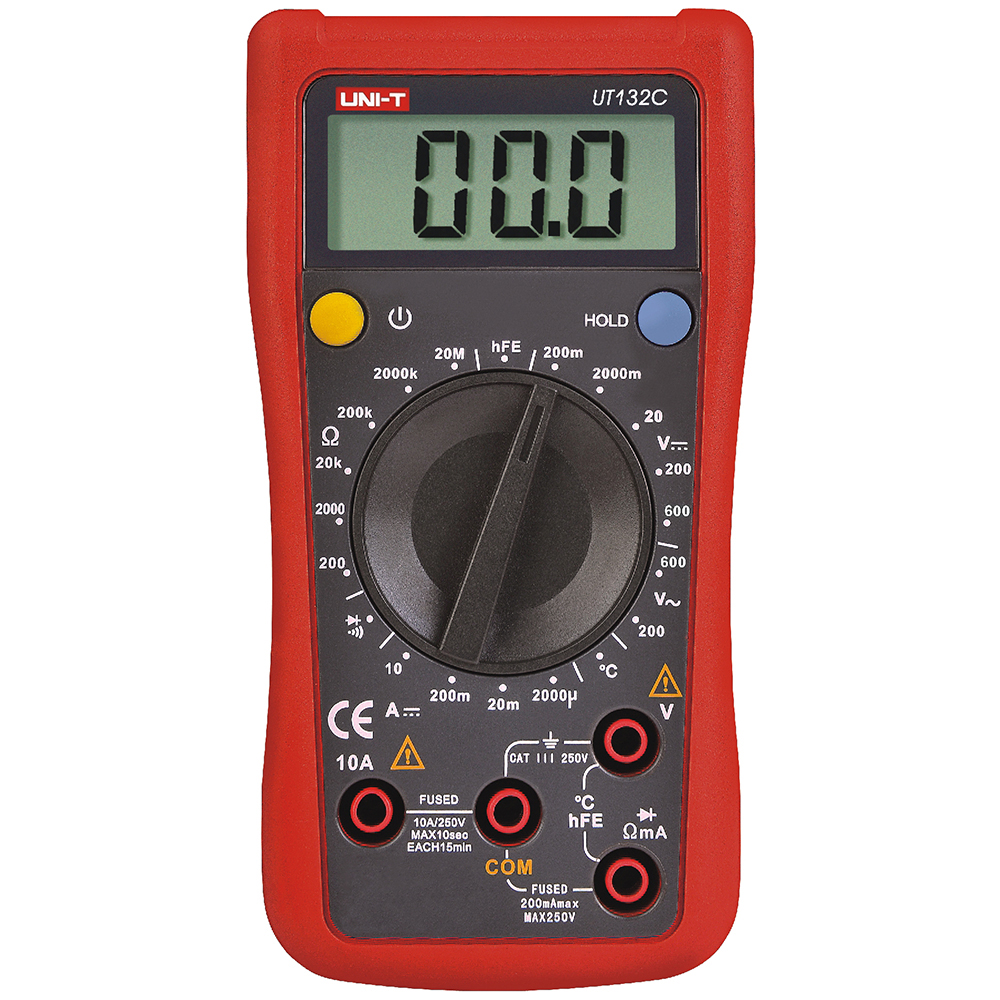 UNI-T UT132C
00.0
HOLD
20M hFE 200m
2000k 2000m
200k 20
Ω V⎓
20k 200
2000 600
200 600
V~
200
10 °C
200m 20m 2000µ
CE A⎓ V
10A
CAT III 250V
FUSED
10A/250V
MAX10sec
EACH15min
°C
hFE
ΩmA
COM
FUSED
200mAmax
MAX250V